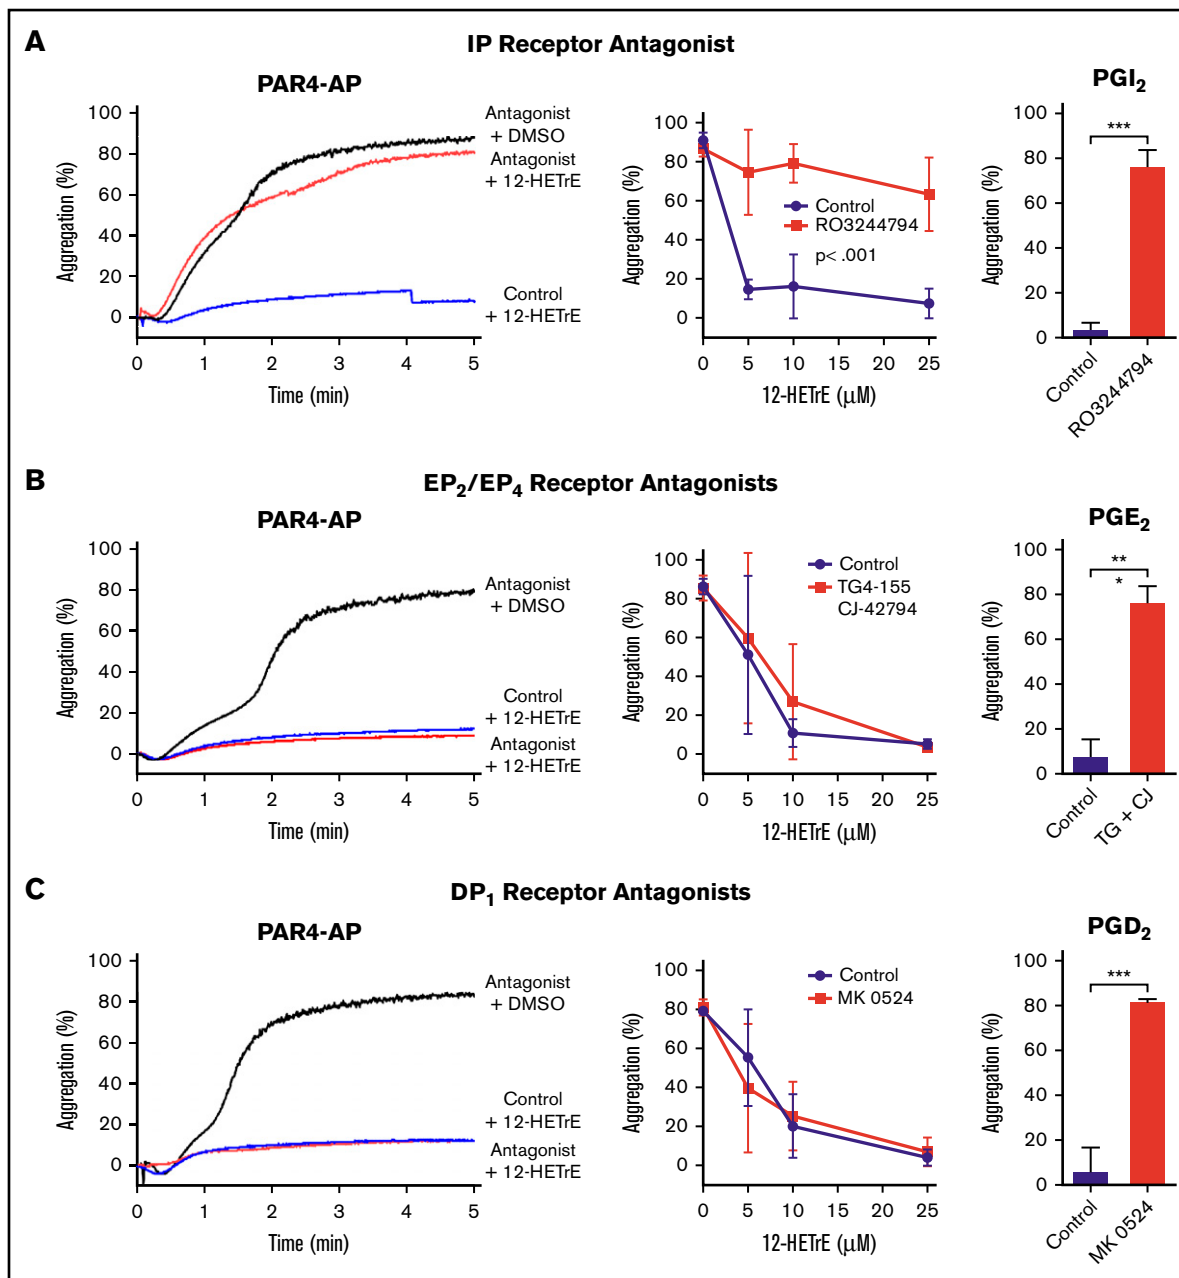 A
IP Receptor Antagonist
PAR4-AP
Aggregation (%)
100
80
60
40
20
0
0 1 2 3 4 5
Time (min)
Antagonist
+ DMSO
Antagonist
+ 12-HETrE
Control
+ 12-HETrE
Aggregation (%)
100
80
60
40
20
0
0 5 10 15 20 25
12-HETrE (μM)
Control
RO3244794
p< .001
PGI2
Aggregation (%)
100
80
60
40
20
0
***
Control
RO3244794
B
EP2/EP4 Receptor Antagonists
PAR4-AP
Aggregation (%)
100
80
60
40
20
0
0 1 2 3 4 5
Time (min)
Antagonist
+ DMSO
Control
+ 12-HETrE
Antagonist
+ 12-HETrE
Aggregation (%)
100
80
60
40
20
0
0 5 10 15 20 25
12-HETrE (μM)
Control
TG4-155
CJ-42794
PGE2
Aggregation (%)
100
80
60
40
20
0
**
*
Control
TG + CJ
C
DP1 Receptor Antagonists
PAR4-AP
Aggregation (%)
100
80
60
40
20
0
0 1 2 3 4 5
Time (min)
Antagonist
+ DMSO
Control
+ 12-HETrE
Antagonist
+ 12-HETrE
Aggregation (%)
100
80
60
40
20
0
0 5 10 15 20 25
12-HETrE (μM)
Control
MK 0524
PGD2
Aggregation (%)
100
80
60
40
20
0
***
Control
MK 0524